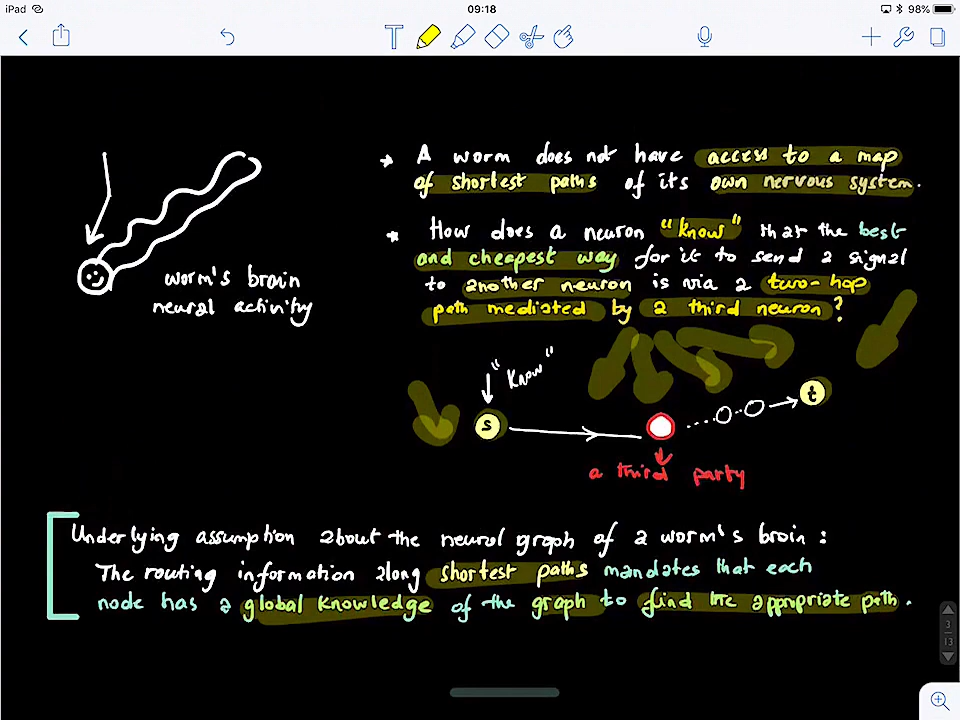 iPad
09:18
98%
* A worm does not have access to a map
of shortest paths of its own nervous system.
* How does a neuron "know" that the best
and cheapest way for it to send a signal
to another neuron is via a two-hop
path mediated by a third neuron?
worm's brain
neural activity
"know"
s
t
a third party
Underlying assumption about the neural graph of a worm's brain:
The routing information along shortest paths mandates that each
node has a global knowledge of the graph to find the appropriate path.
3
13